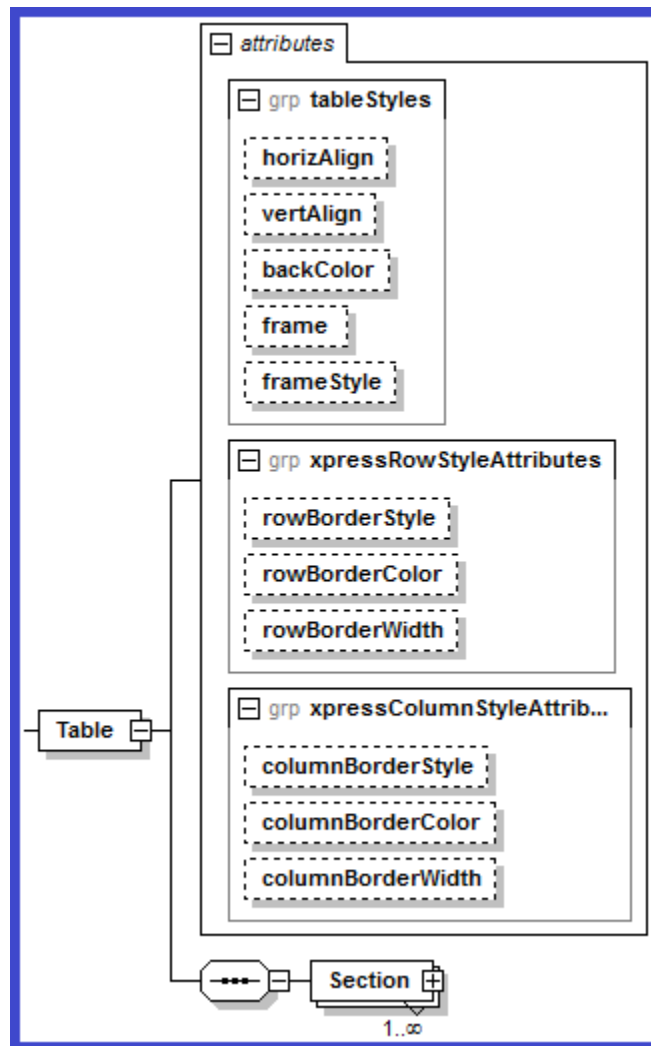 attributes
grp tableStyles
horizAlign
vertAlign
backColor
frame
frameStyle
grp xpressRowStyleAttributes
rowBorderStyle
rowBorderColor
rowBorderWidth
grp xpressColumnStyleAttrib...
columnBorderStyle
columnBorderColor
columnBorderWidth
Table
Section
1..∞